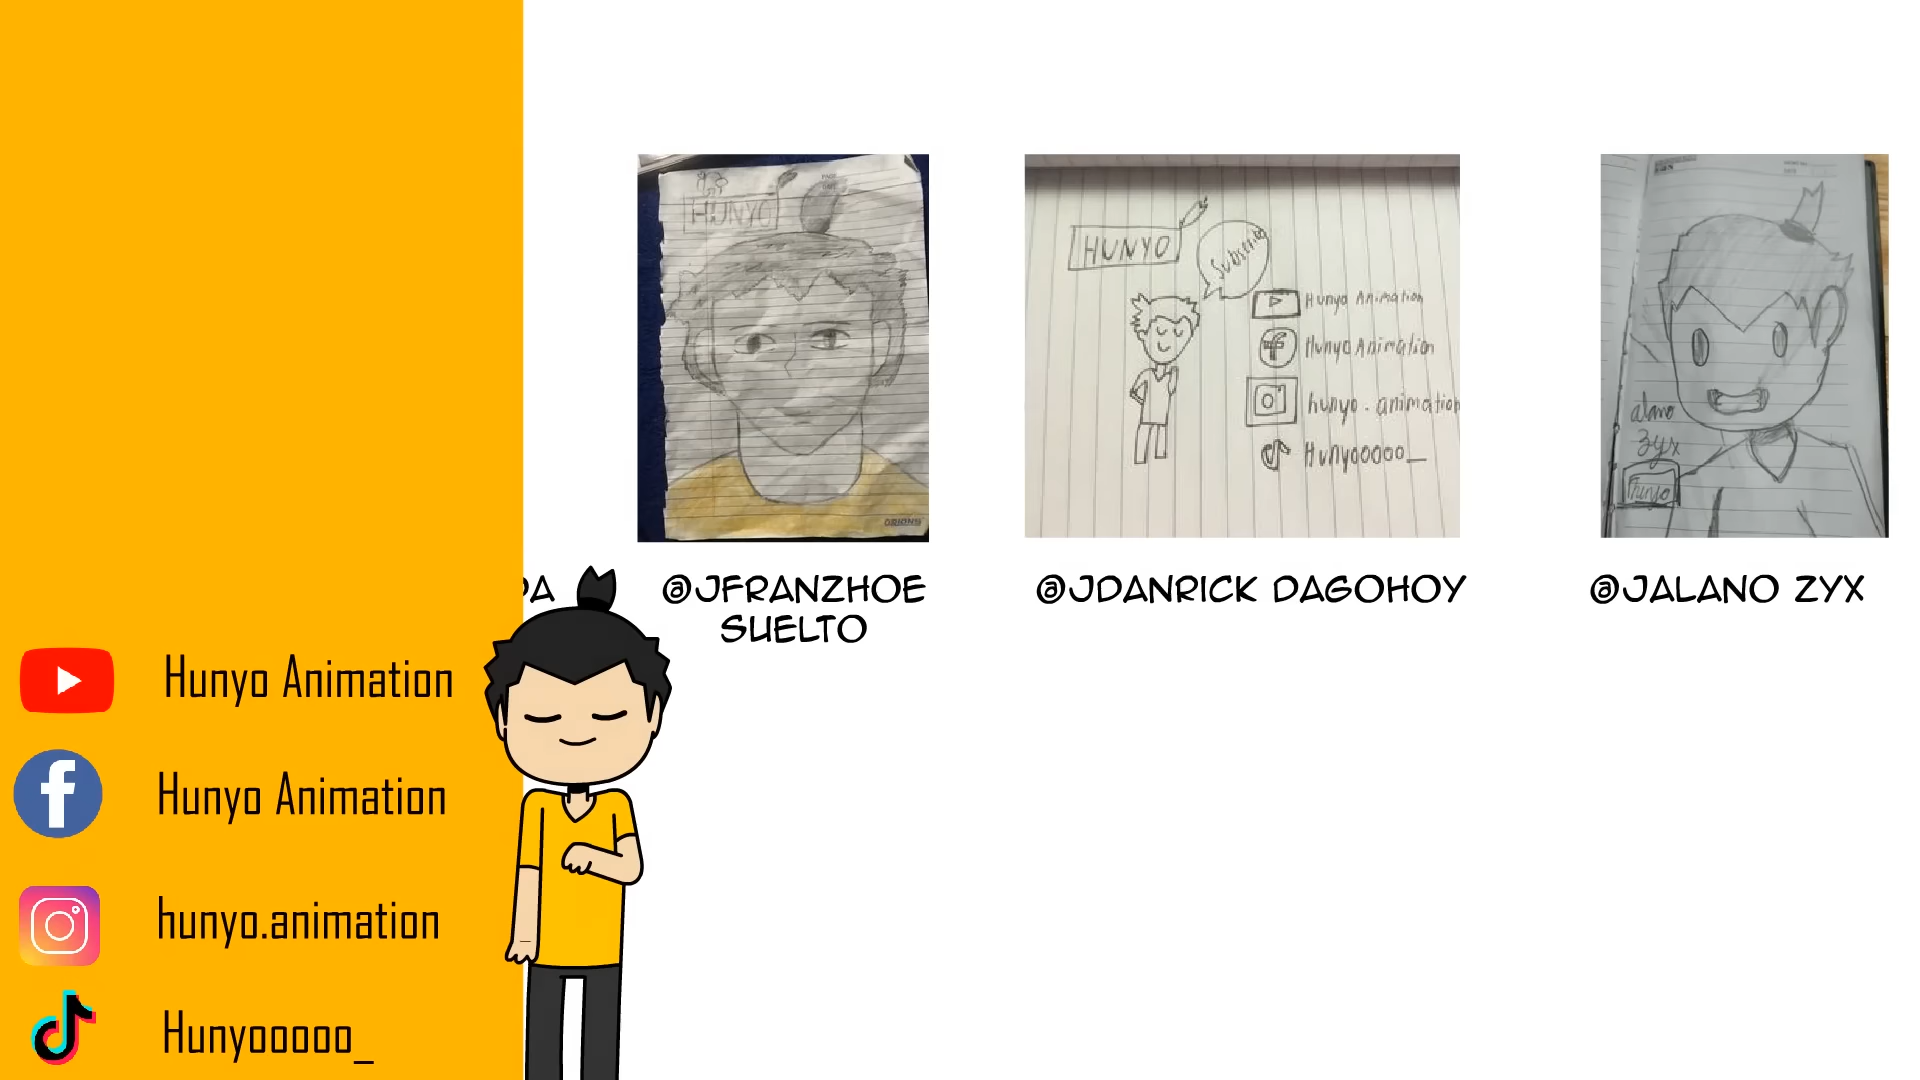 Hunyo Animation
Hunyo Animation
hunyo.animation
Hunyooooo_
DA
@JFRANZHOE
SUELTO
@JDANRICK DAGOHOY
@JALANO ZYX
HUNYO
HUNYO
Subscribe
Hunyo Animation
Hunyo Animation
hunyo.animation
Hunyooooo_
alano
zyx
Hunyo